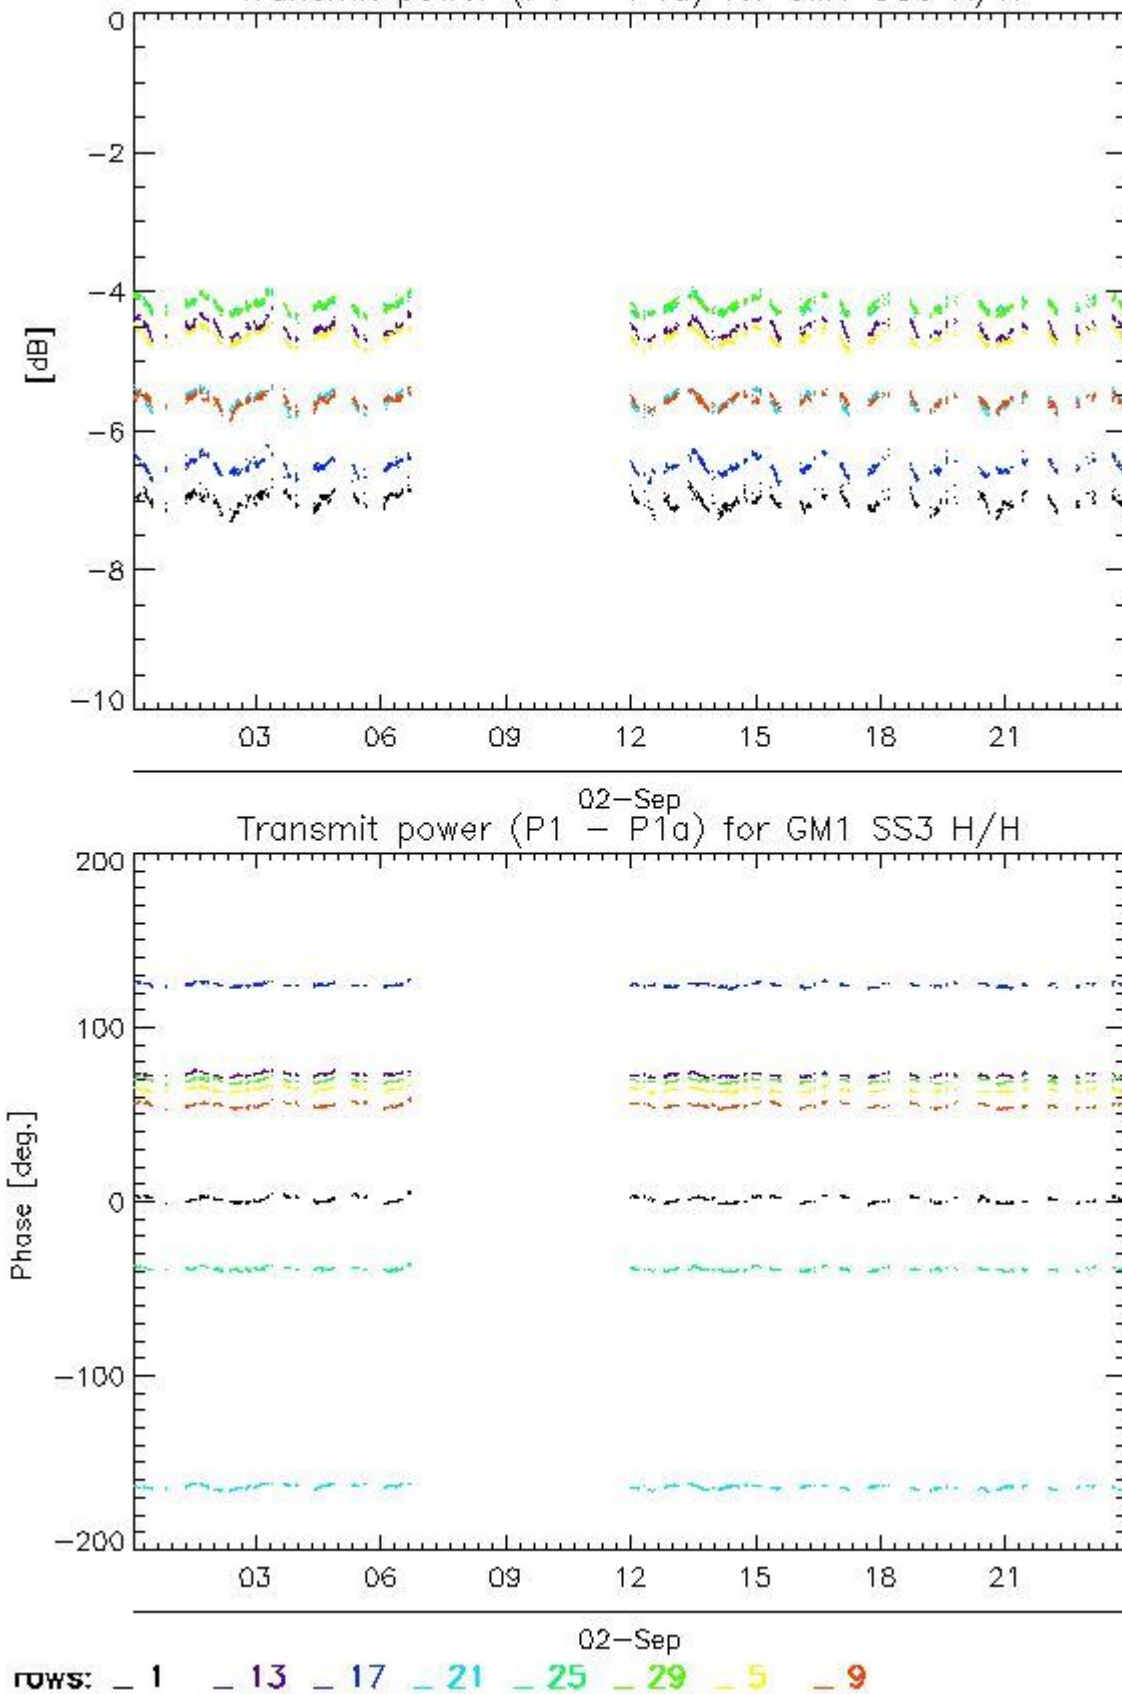 0
-2
-4
[dB]
-6
-8
-10
03 06 09 12 15 18 21
02-Sep
Transmit power (P1 - P1a) for GM1 SS3 H/H
200
100
Phase [deg.]
0
-100
-200
03 06 09 12 15 18 21
02-Sep
rows: _ 1 _ 13 _ 17 _ 21 _ 25 _ 29 _ 5 _ 9